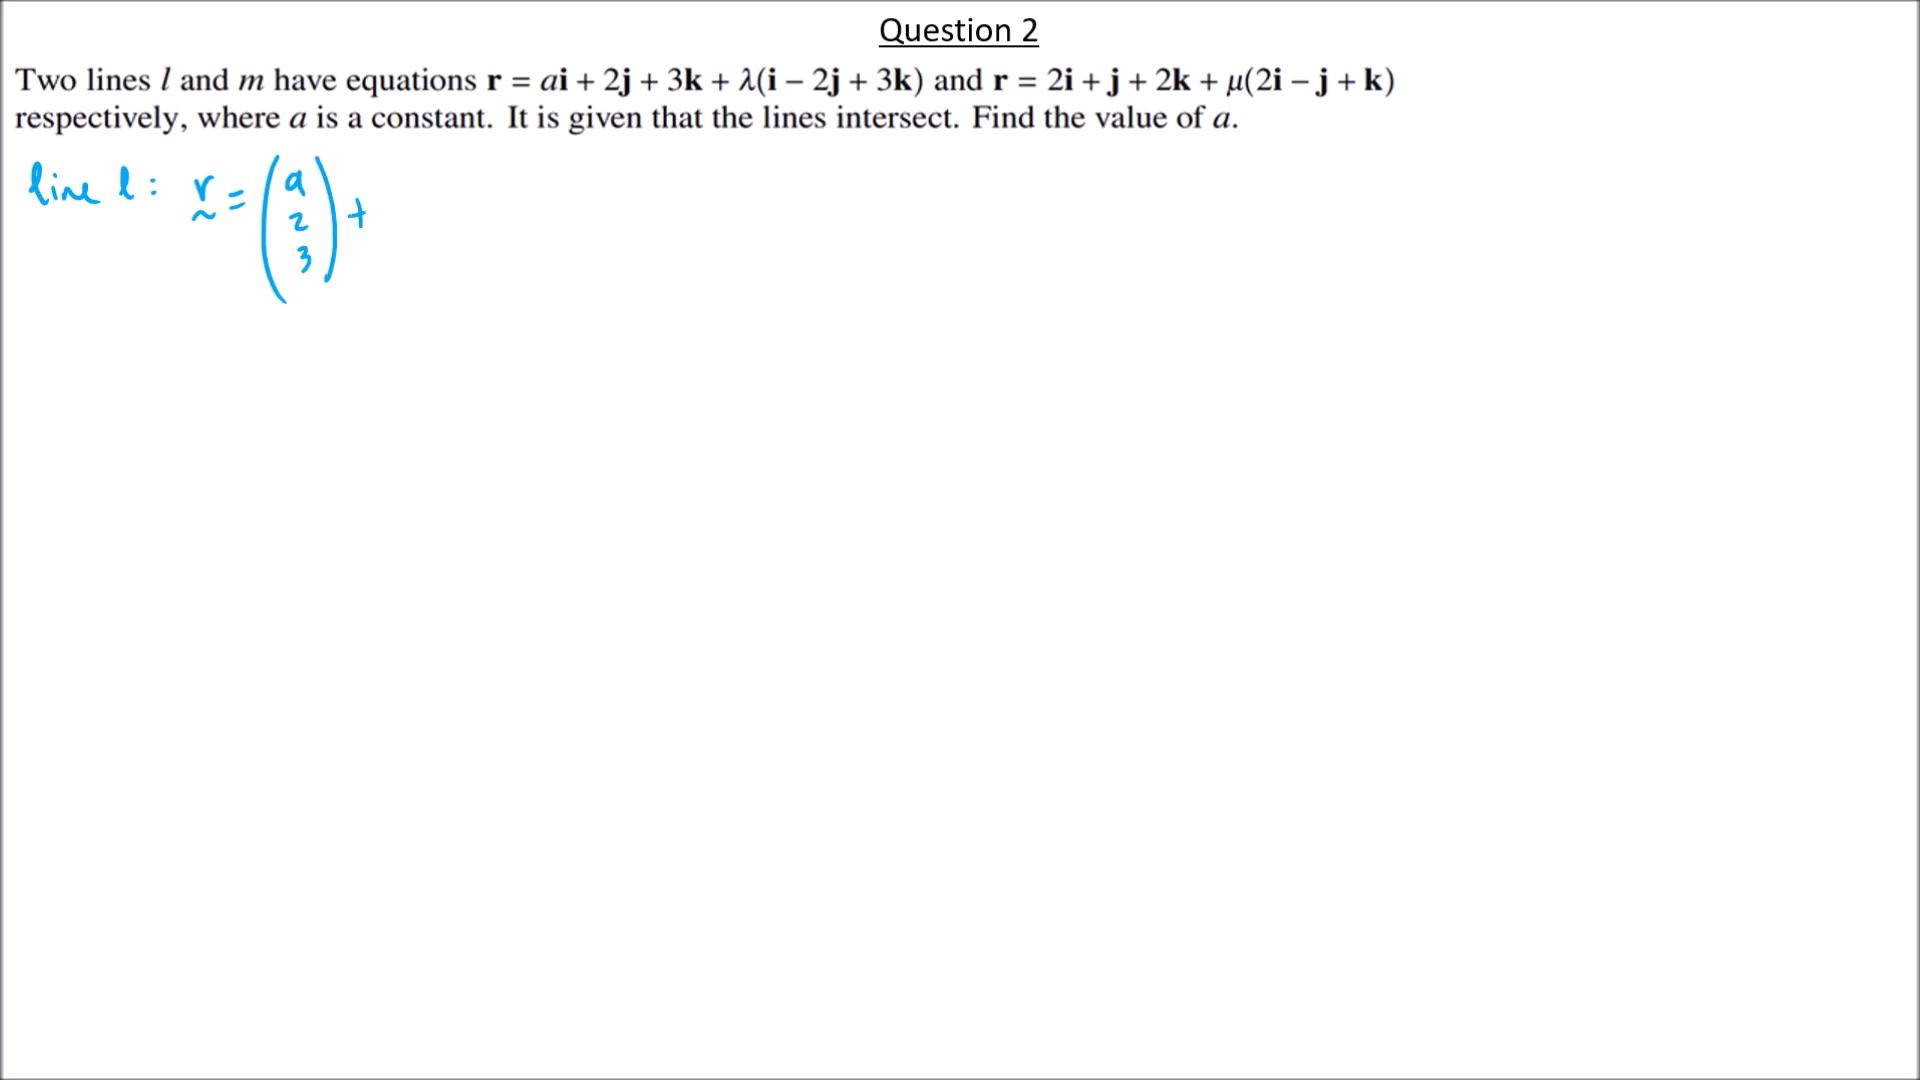 Question 2
Two lines l and m have equations r = ai + 2j + 3k + λ(i − 2j + 3k) and r = 2i + j + 2k + μ(2i − j + k)
respectively, where a is a constant. It is given that the lines intersect. Find the value of a.
line l: r = (a
2 +
3)